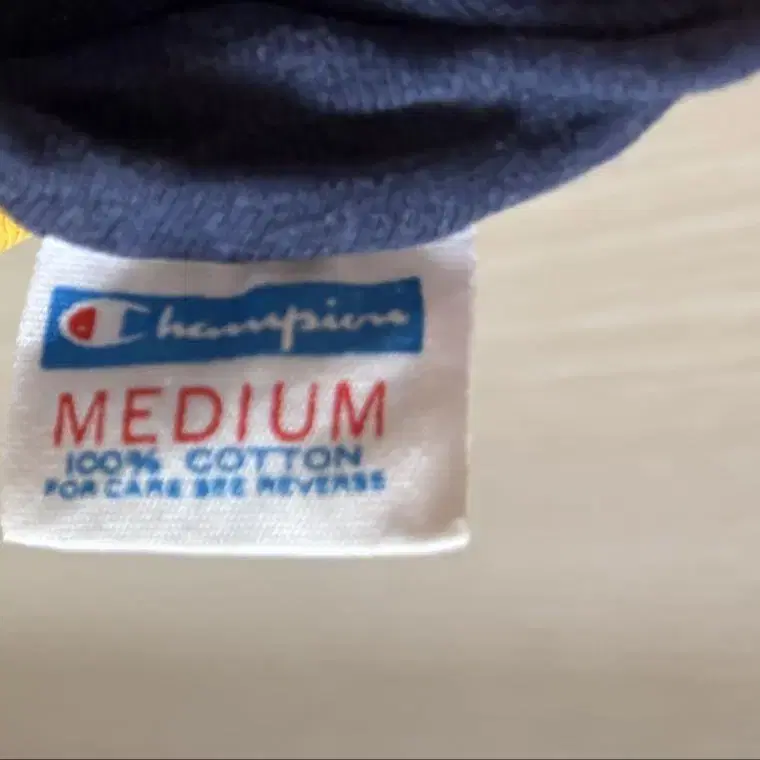 Champion
MEDIUM
100% COTTON
FOR CARE SEE REVERSE